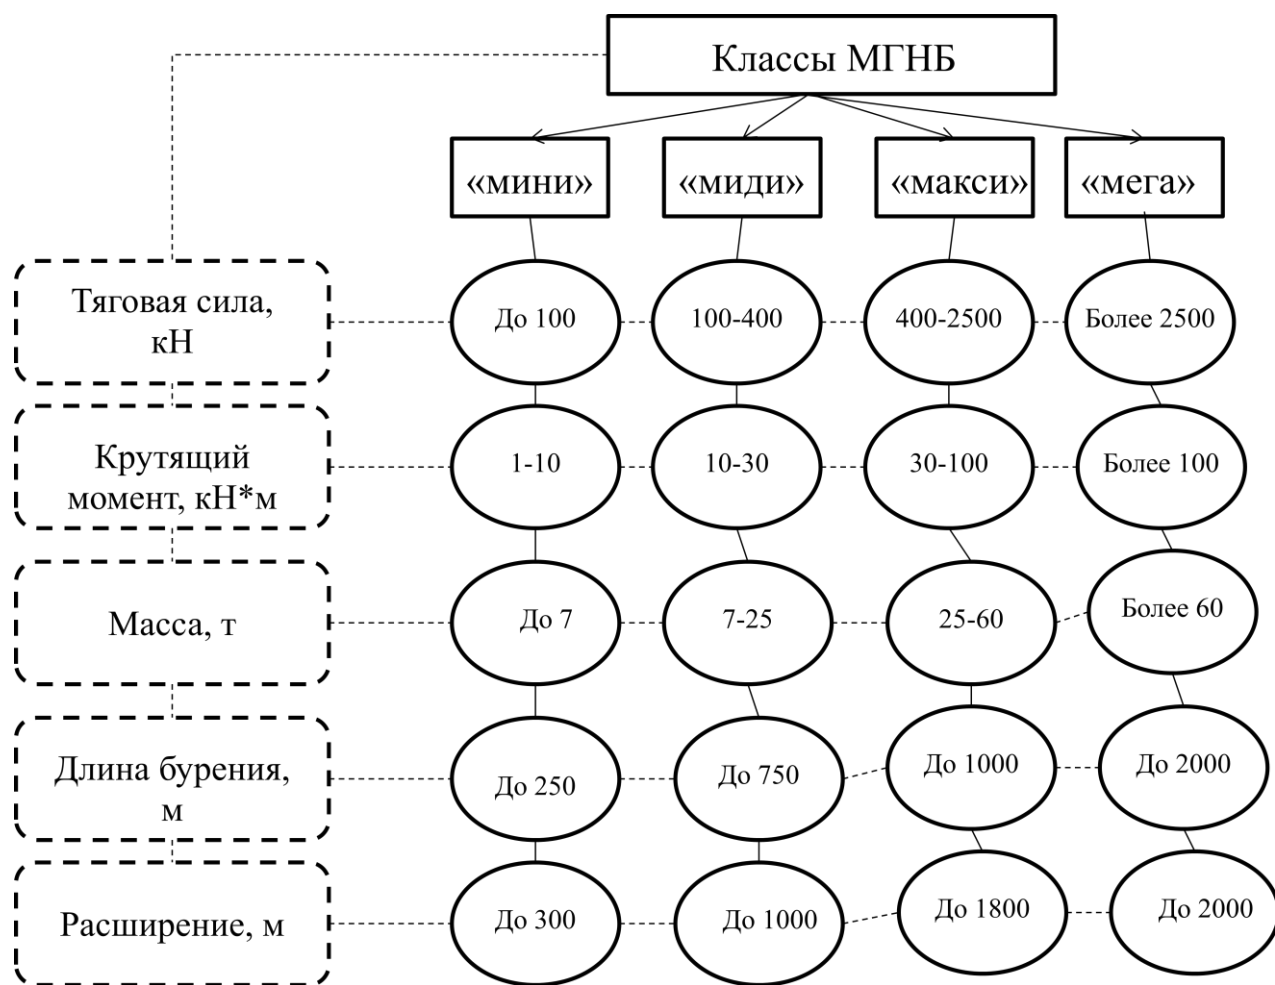 Классы МГНБ
«мини»
«миди»
«макси»
«мега»
Тяговая сила,
кН
До 100
100-400
400-2500
Более 2500
Крутящий
момент, кН*м
1-10
10-30
30-100
Более 100
Масса, т
До 7
7-25
25-60
Более 60
Длина бурения,
м
До 250
До 750
До 1000
До 2000
Расширение, м
До 300
До 1000
До 1800
До 2000